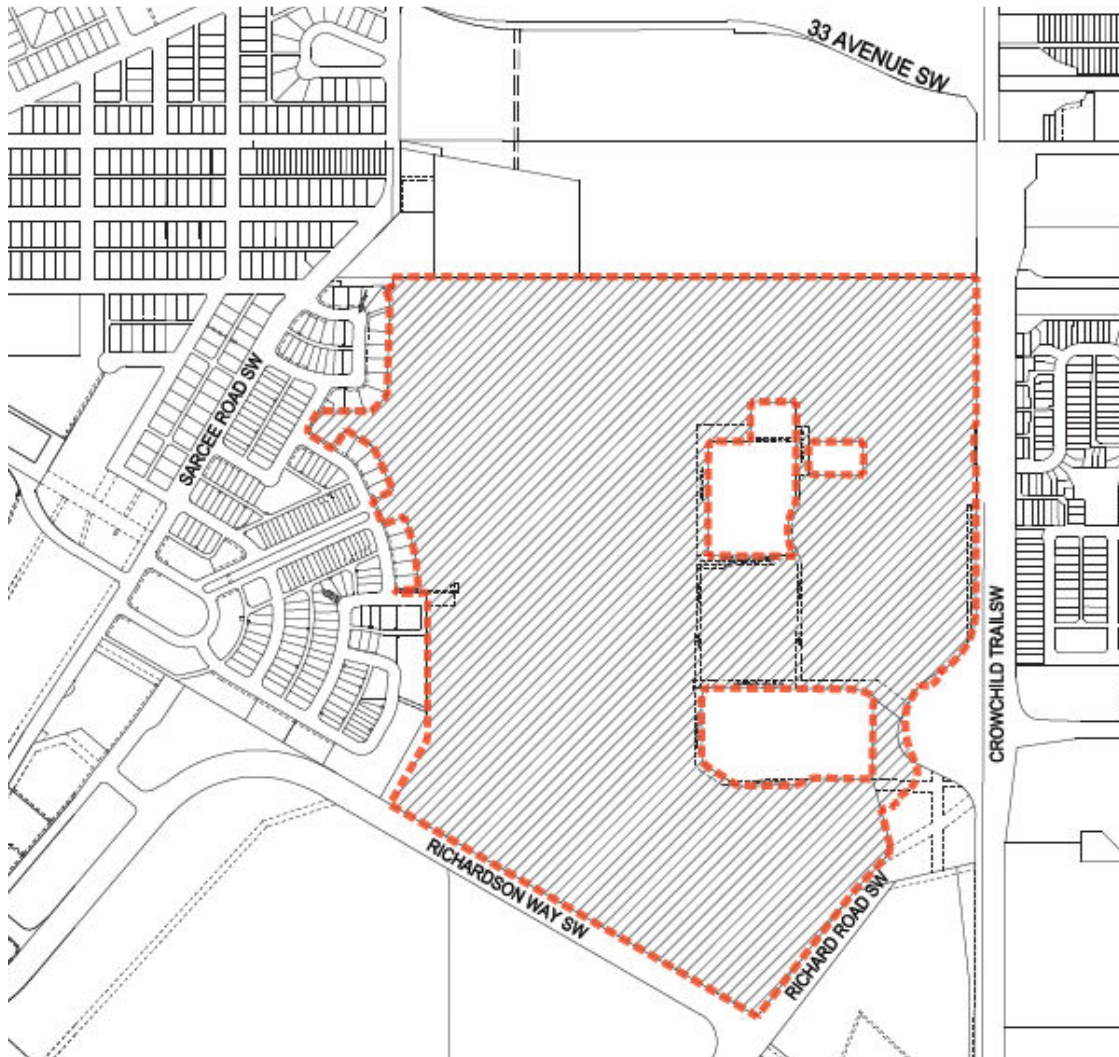 33 AVENUE SW
SARCEE ROAD SW
CROWCHILD TRAIL SW
RICHARDSON WAY SW
RICHARD ROAD SW